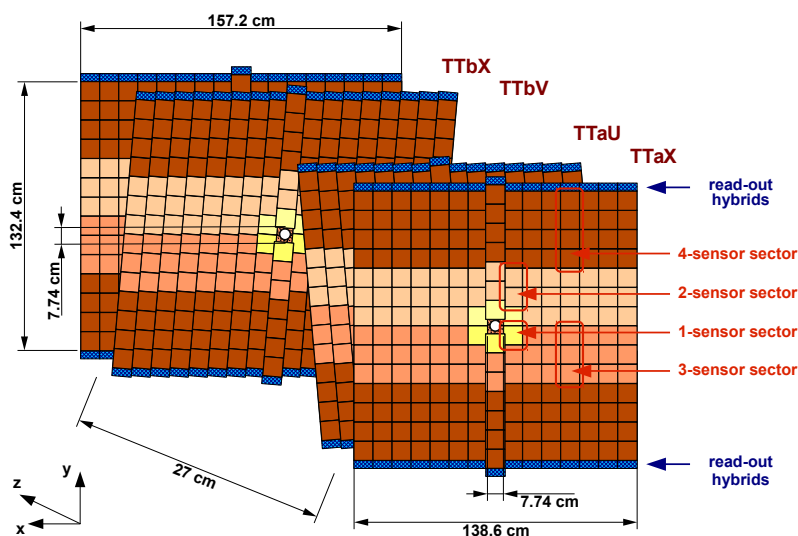 157.2 cm
TTbX
TTbV
TTaU
TTaX
read-out
hybrids
132.4 cm
7.74 cm
4-sensor sector
2-sensor sector
1-sensor sector
3-sensor sector
27 cm
read-out
hybrids
7.74 cm
138.6 cm
y
z
x